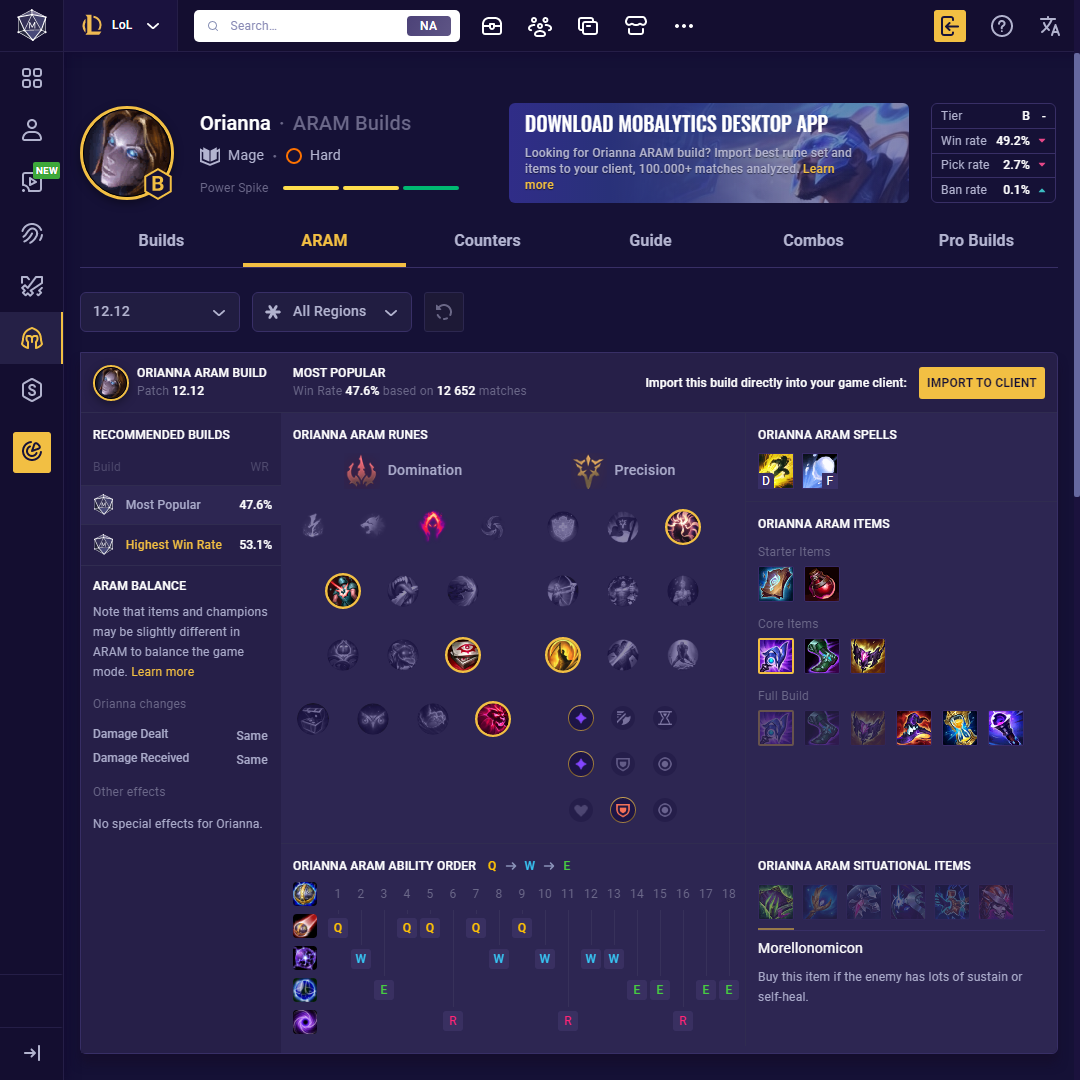 LoL
Search...
NA
NEW
Orianna · ARAM Builds
Mage · Hard
Power Spike
B
DOWNLOAD MOBALYTICS DESKTOP APP
Looking for Orianna ARAM build? Import best rune set and
items to your client, 100.000+ matches analyzed. Learn
more
Tier B -
Win rate 49.2%
Pick rate 2.7%
Ban rate 0.1%
Builds
ARAM
Counters
Guide
Combos
Pro Builds
12.12
All Regions
ORIANNA ARAM BUILD
Patch 12.12
MOST POPULAR
Win Rate 47.6% based on 12 652 matches
Import this build directly into your game client:
IMPORT TO CLIENT
RECOMMENDED BUILDS
Build WR
Most Popular 47.6%
Highest Win Rate 53.1%
ARAM BALANCE
Note that items and champions
may be slightly different in
ARAM to balance the game
mode. Learn more
Orianna changes
Damage Dealt Same
Damage Received Same
Other effects
No special effects for Orianna.
ORIANNA ARAM RUNES
Domination
Precision
ORIANNA ARAM SPELLS
D
F
ORIANNA ARAM ITEMS
Starter Items
Core Items
Full Build
ORIANNA ARAM ABILITY ORDER Q → W → E
1 2 3 4 5 6 7 8 9 10 11 12 13 14 15 16 17 18
Q Q Q Q Q
W W W W W
E E E E E
R R R
ORIANNA ARAM SITUATIONAL ITEMS
Morellonomicon
Buy this item if the enemy has lots of sustain or
self-heal.